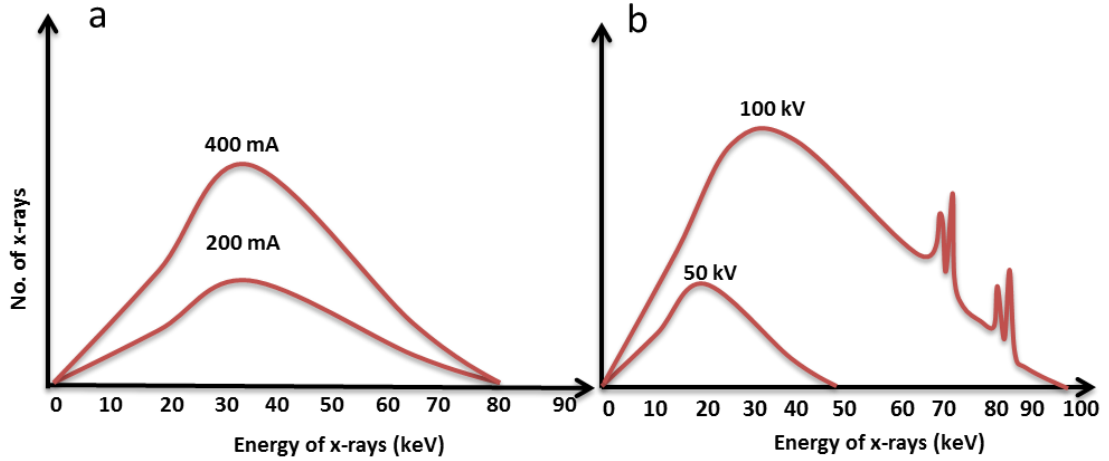 a
400 mA
200 mA
No. of x-rays
0 10 20 30 40 50 60 70 80 90
Energy of x-rays (keV)
b
100 kV
50 kV
0 10 20 30 40 50 60 70 80 90 100
Energy of x-rays (keV)